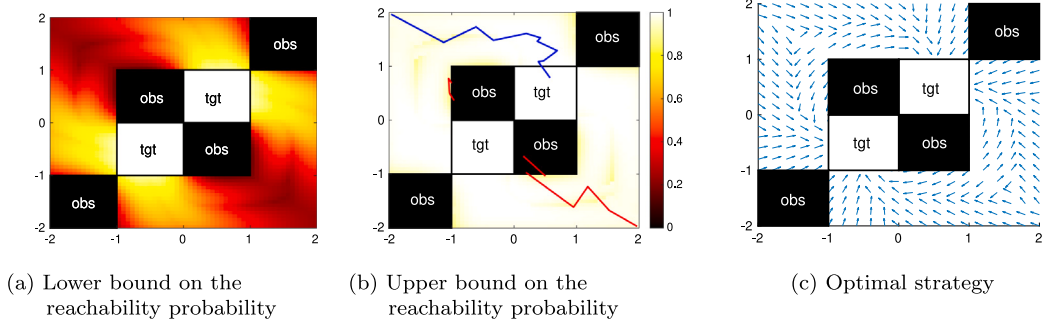 2
1
0
-1
-2
-2
-1
0
1
2
obs
obs
tgt
tgt
obs
obs
2
1
0
-1
-2
-2
-1
0
1
2
obs
obs
tgt
tgt
obs
obs
1
0.8
0.6
0.4
0.2
0
2
1
0
-1
-2
-2
-1
0
1
2
obs
obs
tgt
tgt
obs
obs
(a) Lower bound on the
reachability probability
(b) Upper bound on the
reachability probability
(c) Optimal strategy